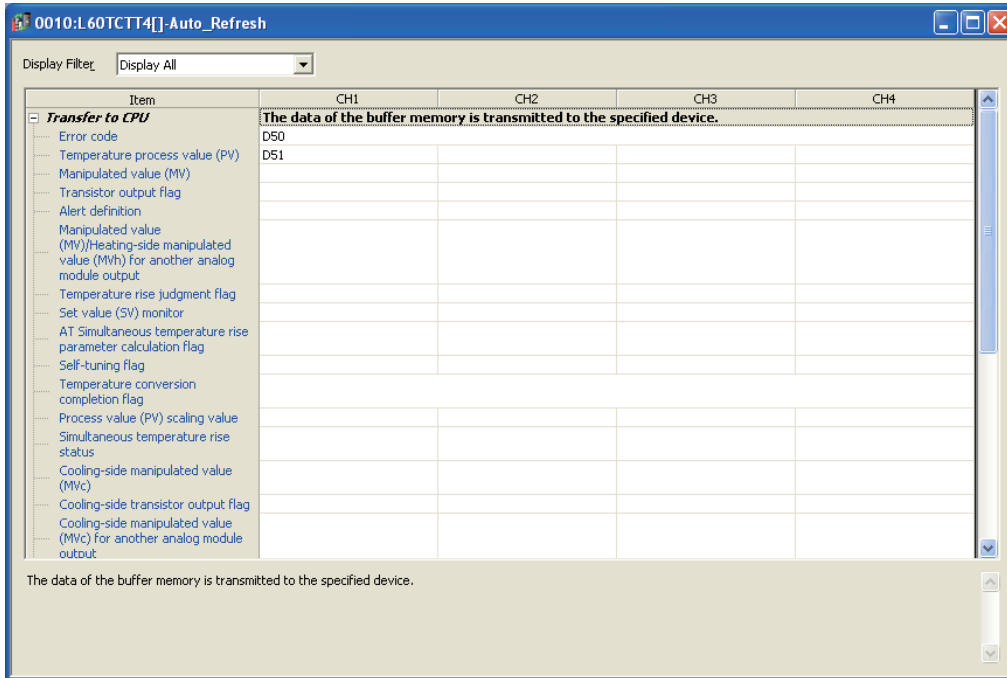 0010:L60TCTT4[]-Auto_Refresh
Display Filter Display All
Item CH1 CH2 CH3 CH4
Transfer to CPU The data of the buffer memory is transmitted to the specified device.
Error code D50
Temperature process value (PV) D51
Manipulated value (MV)
Transistor output flag
Alert definition
Manipulated value
(MV)/Heating-side manipulated
value (MVh) for another analog
module output
Temperature rise judgment flag
Set value (SV) monitor
AT Simultaneous temperature rise
parameter calculation flag
Self-tuning flag
Temperature conversion
completion flag
Process value (PV) scaling value
Simultaneous temperature rise
status
Cooling-side manipulated value
(MVc)
Cooling-side transistor output flag
Cooling-side manipulated value
(MVc) for another analog module
output
The data of the buffer memory is transmitted to the specified device.